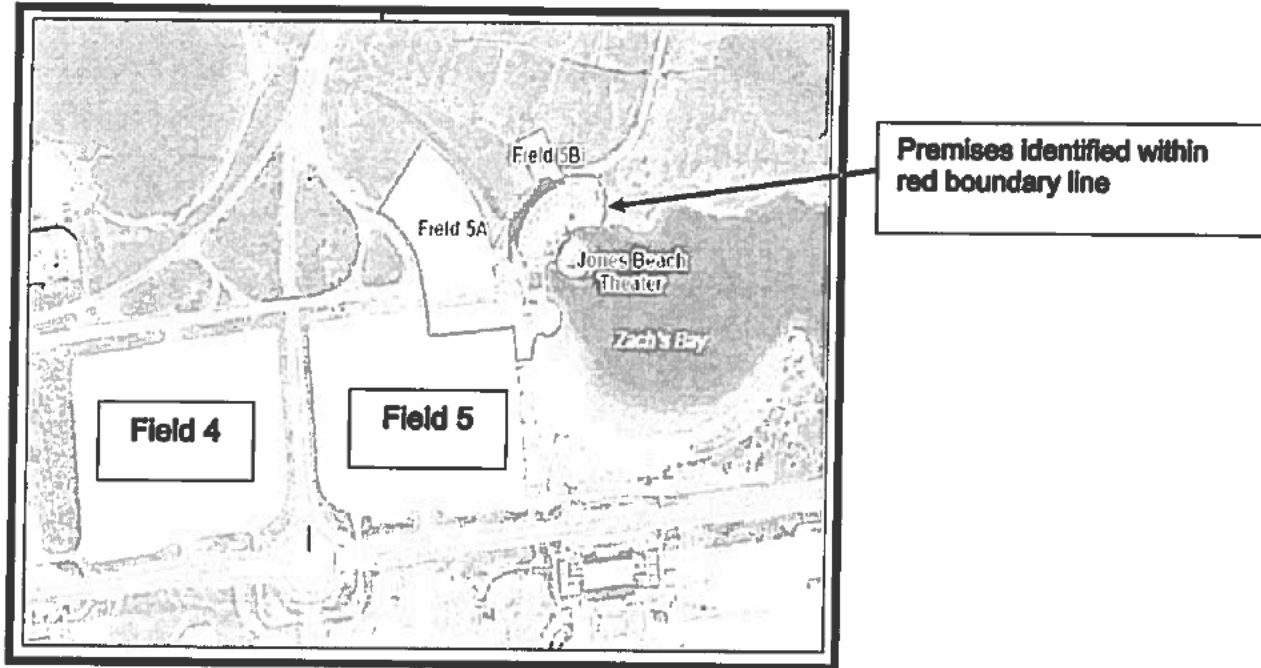 Field 5B
Premises identified within
red boundary line
Field 5A
Jones Beach
Theater
Zach's Bay
Field 4
Field 5